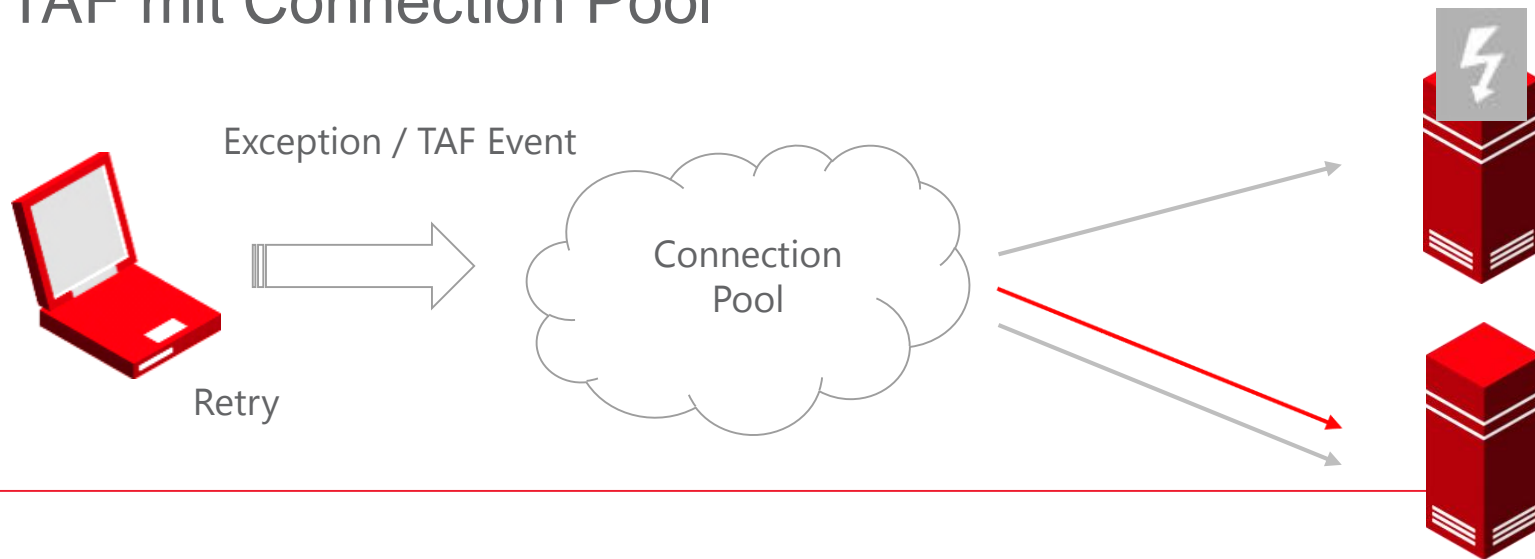 TAF mit Connection Pool
Exception / TAF Event
Connection
Pool
Retry